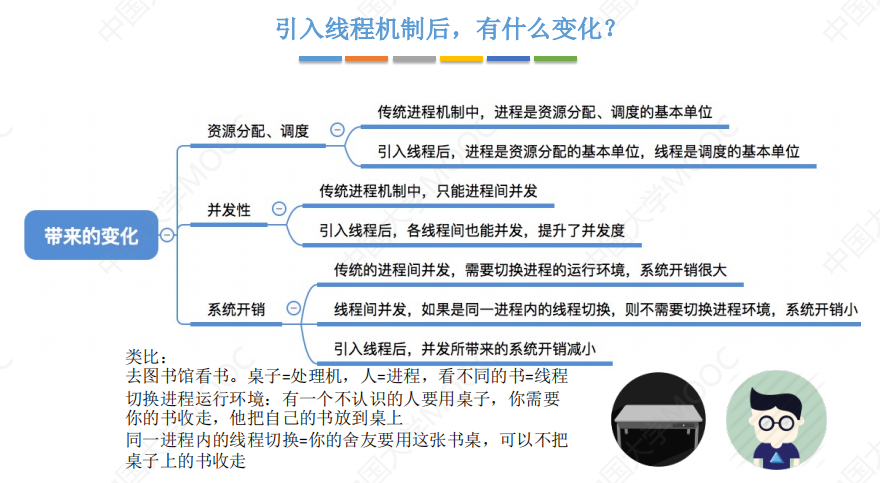 引入线程机制后，有什么变化？
带来的变化
资源分配、调度
传统进程机制中，进程是资源分配、调度的基本单位
引入线程后，进程是资源分配的基本单位，线程是调度的基本单位
并发性
传统进程机制中，只能进程间并发
引入线程后，各线程间也能并发，提升了并发度
系统开销
传统的进程间并发，需要切换进程的运行环境，系统开销很大
线程间并发，如果是同一进程内的线程切换，则不需要切换进程环境，系统开销小
引入线程后，并发所带来的系统开销减小
类比：
去图书馆看书。桌子=处理机，人=进程，看不同的书=线程
切换进程运行环境：有一个不认识的人要用桌子，你需要
你的书收走，他把自己的书放到桌上
同一进程内的线程切换=你的舍友要用这张书桌，可以不把
桌子上的书收走
中国大学MOOC